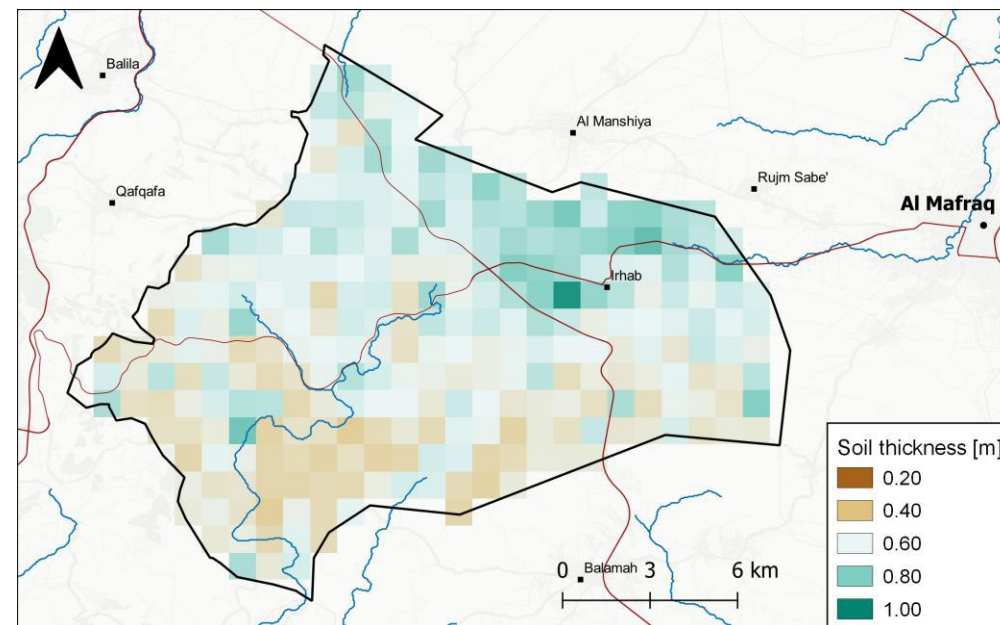 Balila
Al Manshiya
Qafqafa
Rujm Sabe'
Al Mafraq
Irhab
Balamah
0 3 6 km
Soil thickness [m]
0.20
0.40
0.60
0.80
1.00